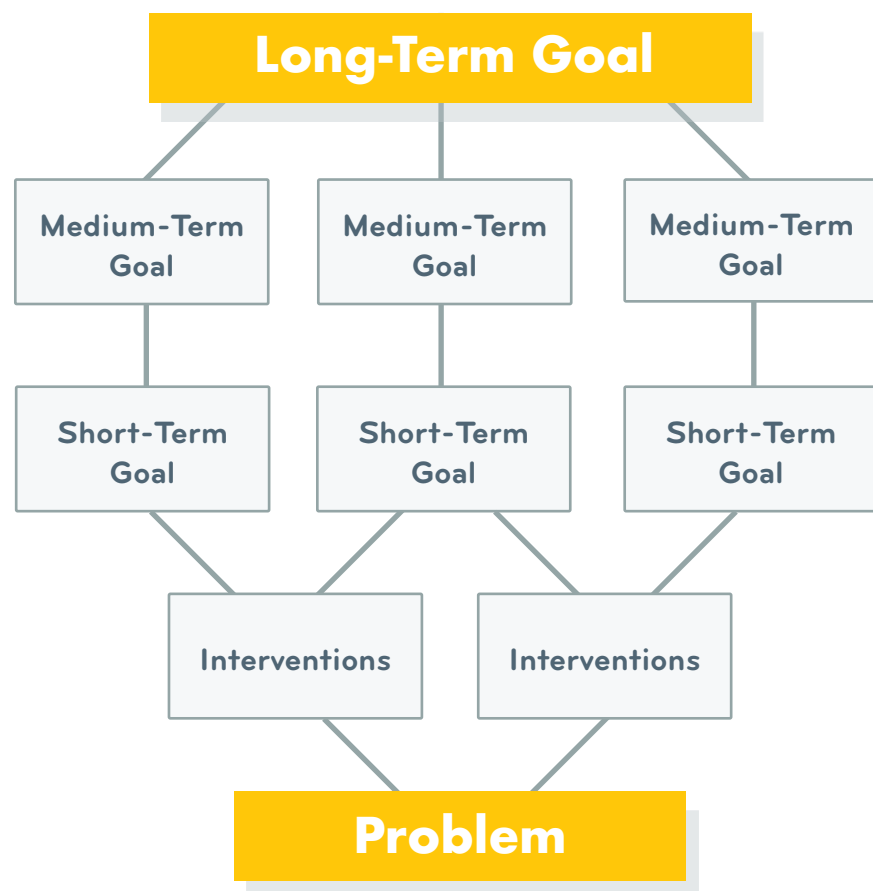 Long-Term Goal
Medium-Term
Goal
Medium-Term
Goal
Medium-Term
Goal
Short-Term
Goal
Short-Term
Goal
Short-Term
Goal
Interventions
Interventions
Problem